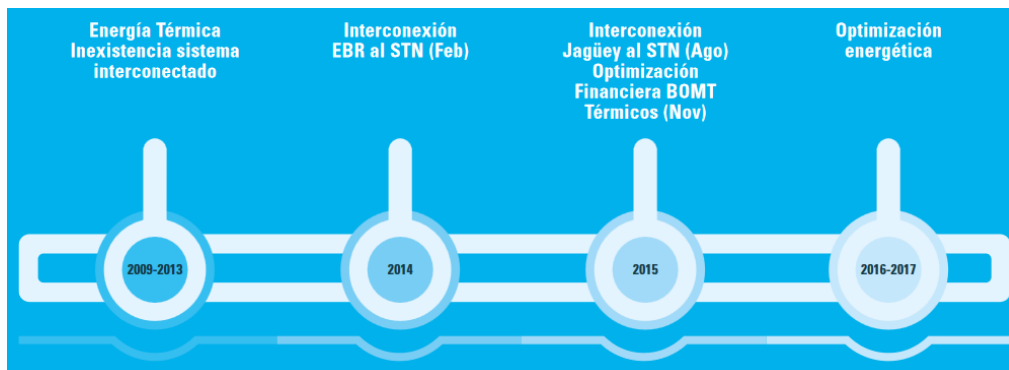 Energía Térmica
Inexistencia sistema
interconectado
Interconexión
EBR al STN (Feb)
Interconexión
Jagüey al STN (Ago)
Optimización
Financiera BOMT
Térmicos (Nov)
Optimización
energética
2009-2013
2014
2015
2016-2017